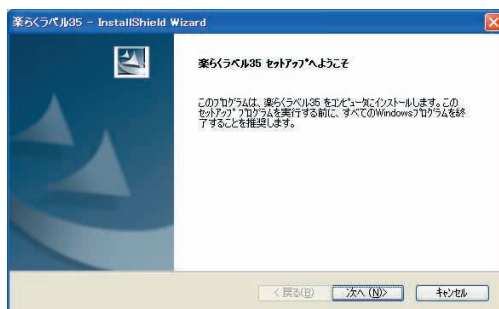 楽らくラベル35 - InstallShield Wizard
楽らくラベル35 ｾｯﾄｱｯﾌﾟへようこそ
このﾌﾟﾛｸﾞﾗﾑは、楽らくラベル35 をｺﾝﾋﾟｭｰﾀにｲﾝｽﾄｰﾙします。この
ｾｯﾄｱｯﾌﾟ ﾌﾟﾛｸﾞﾗﾑを実行する前に、すべてのWindowsﾌﾟﾛｸﾞﾗﾑを終
了することを推奨します。
< 戻る(B) 次へ (N)> ｷｬﾝｾﾙ